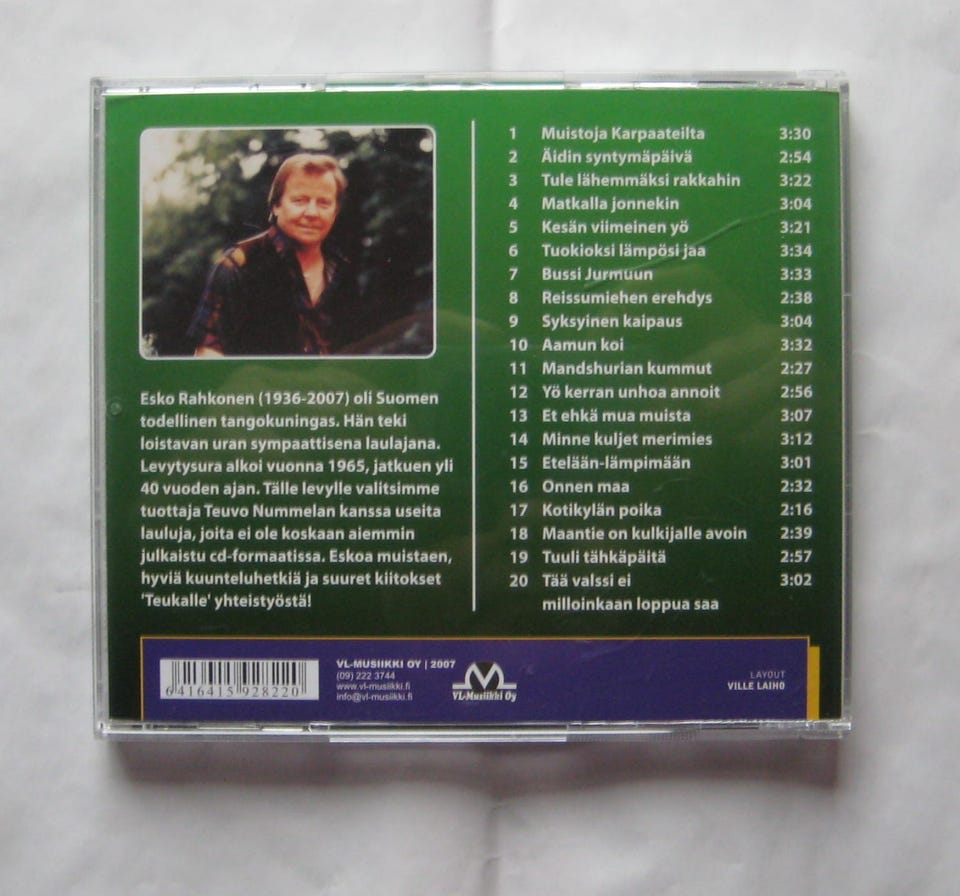 1 Muistoja Karpaateilta 3:30
2 Äidin syntymäpäivä 2:54
3 Tule lähemmäksi rakkahin 3:22
4 Matkalla jonnekin 3:04
5 Kesän viimeinen yö 3:21
6 Tuokioksi lämpösi jaa 3:34
7 Bussi Jurmuun 3:33
8 Reissumiehen erehdys 2:38
9 Syksyinen kaipaus 3:04
10 Aamun koi 3:32
11 Mandshurian kummut 2:27
12 Yö kerran unhoa annoit 2:56
13 Et ehkä mua muista 3:07
14 Minne kuljet merimies 3:12
15 Etelään-lämpimään 3:01
16 Onnen maa 2:32
17 Kotikylän poika 2:16
18 Maantie on kulkijalle avoin 2:39
19 Tuuli tähkäpäitä 2:57
20 Tää valssi ei 3:02
milloinkaan loppua saa
Esko Rahkonen (1936-2007) oli Suomen
todellinen tangokuningas. Hän teki
loistavan uran sympaattisena laulajana.
Levytysura alkoi vuonna 1965, jatkuen yli
40 vuoden ajan. Tälle levylle valitsimme
tuottaja Teuvo Nummelan kanssa useita
lauluja, joita ei ole koskaan aiemmin
julkaistu cd-formaatissa. Eskoa muistaen,
hyviä kuunteluhetkiä ja suuret kiitokset
'Teukalle' yhteistyöstä!
6 416415 928220
VL-MUSIIKKI OY | 2007
(09) 222 3744
www.vl-musiikki.fi
info@vl-musiikki.fi
VL-Musiikki Oy
LAYOUT
VILLE LAIHO